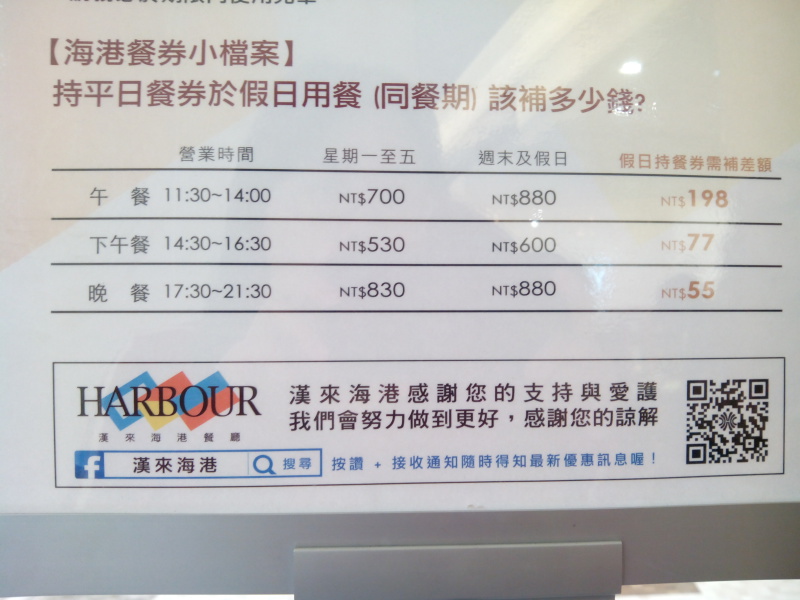 【海港餐券小檔案】
持平日餐券於假日用餐 (同餐期) 該補多少錢?
營業時間 星期一至五 週末及假日 假日持餐券需補差額
午 餐 11:30~14:00 NT$700 NT$880 NT$198
下午餐 14:30~16:30 NT$530 NT$600 NT$77
晚 餐 17:30~21:30 NT$830 NT$880 NT$55
HARBOUR
漢來海港餐廳
漢來海港感謝您的支持與愛護
我們會努力做到更好，感謝您的諒解
f 漢來海港 搜尋 按讚 + 接收通知隨時得知最新優惠訊息喔！